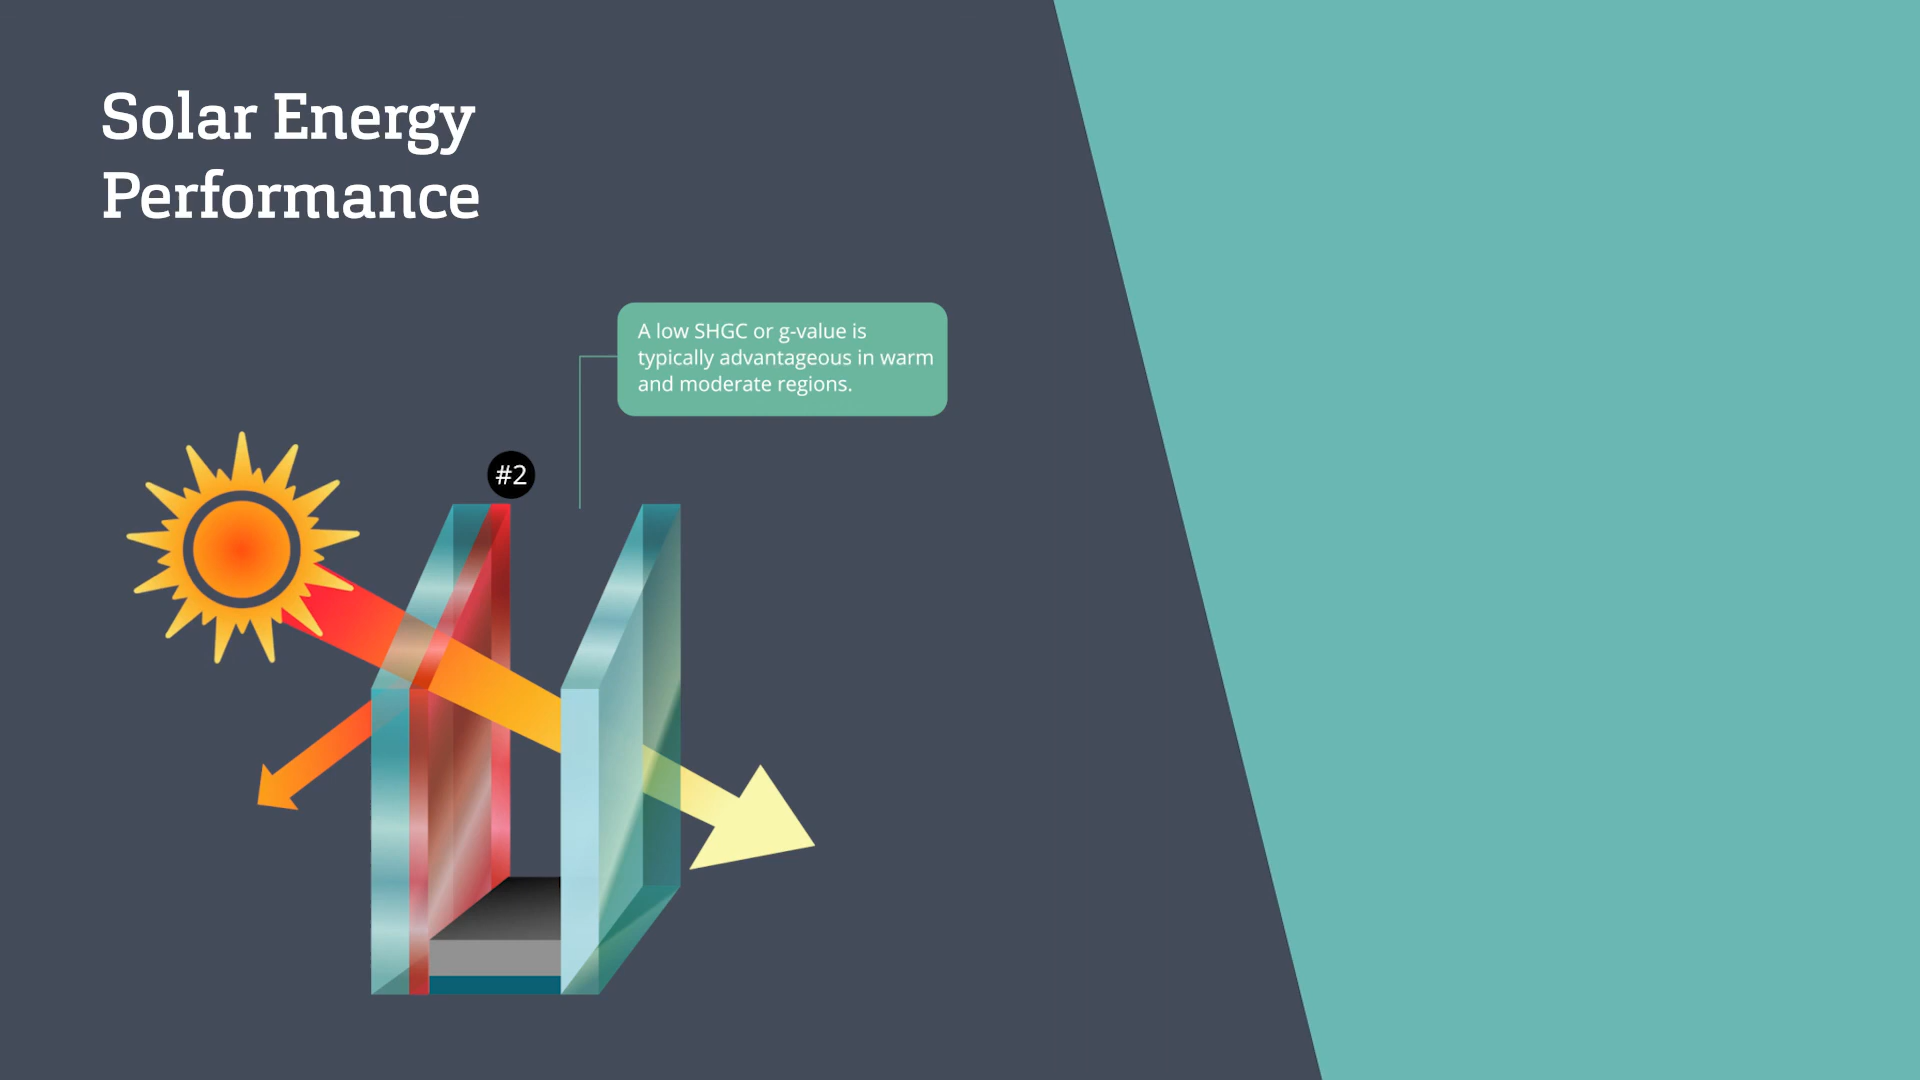 Solar Energy
Performance
A low SHGC or g-value is
typically advantageous in warm
and moderate regions.
#2